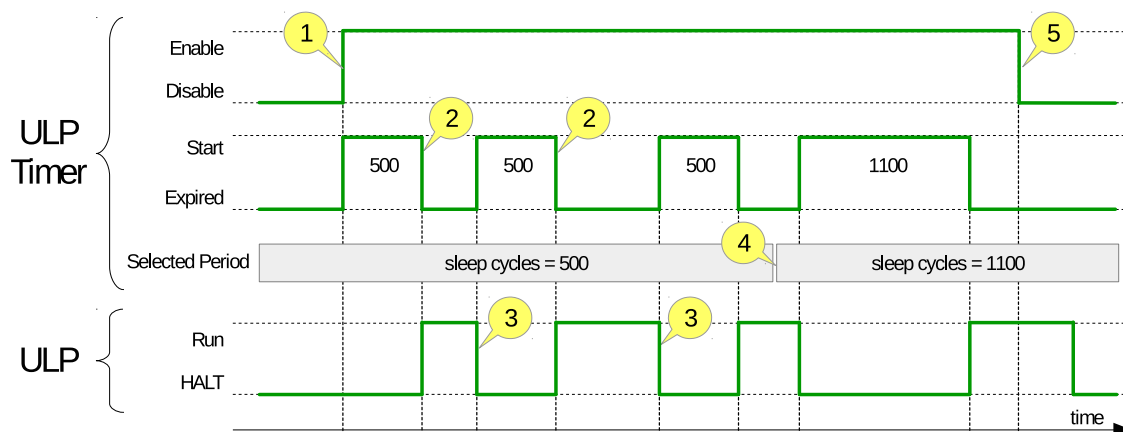 1
5
Enable
Disable
2
2
ULP
Timer
Start
500
500
500
1100
Expired
4
Selected Period
sleep cycles = 500
sleep cycles = 1100
3
3
Run
ULP
HALT
time